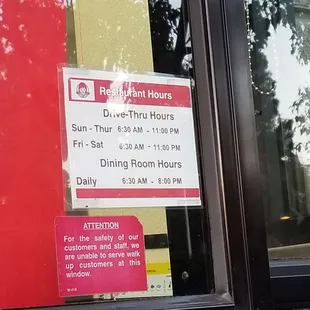 Restaurant Hours
Drive-Thru Hours
Sun - Thur 6:30 AM - 11:00 PM
Fri - Sat 6:30 AM - 11:00 PM
Dining Room Hours
Daily 6:30 AM - 8:00 PM
ATTENTION
For the safety of our
customers and staff, we
are unable to serve walk
up customers at this
window.